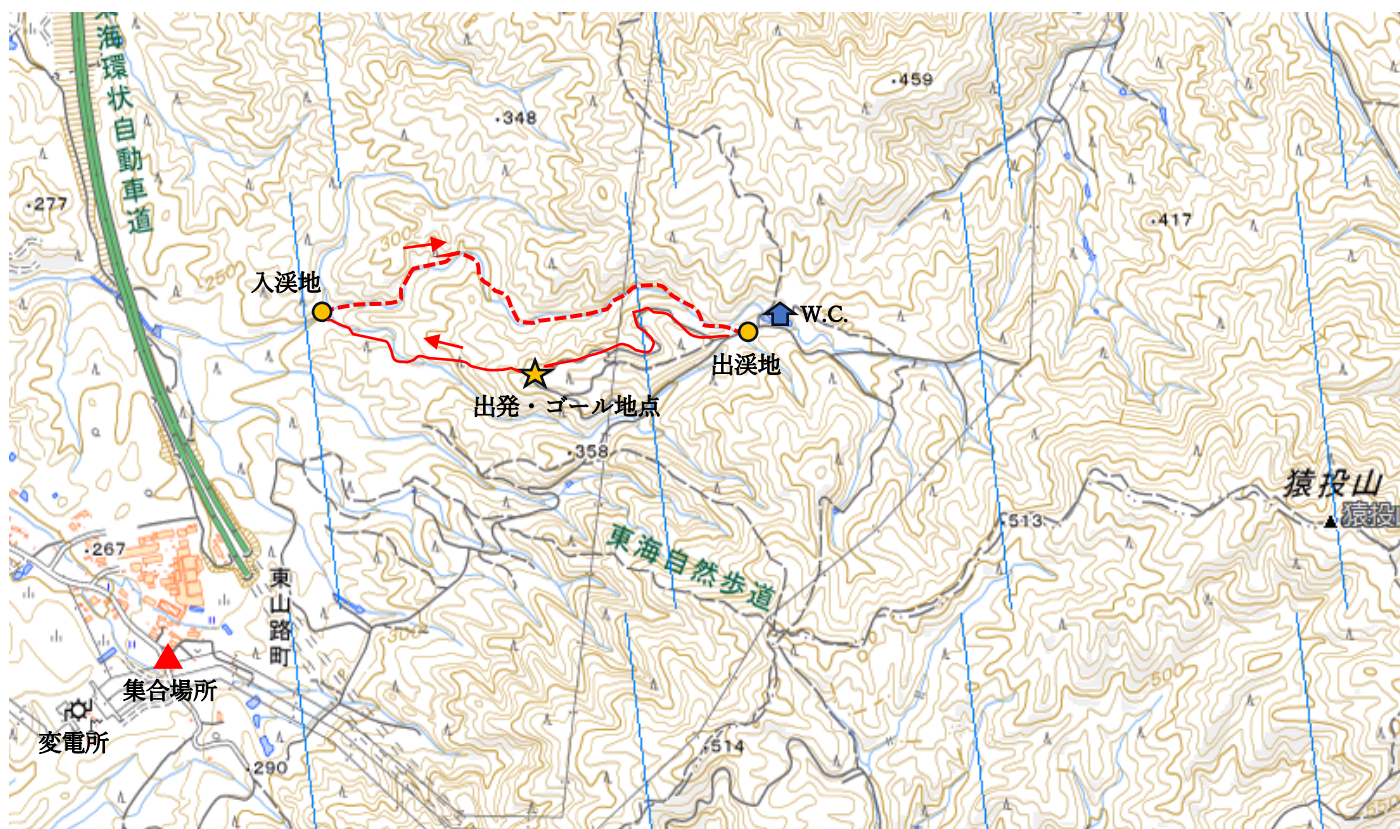 海環状自動車道
・459
・348
・277
・417
300
250
入渓地
W.C.
出渓地
出発・ゴール地点
・358
猿投山
・513
・267
東海自然歩道
東山路町
300
集合場所
500
変電所
・514
・290